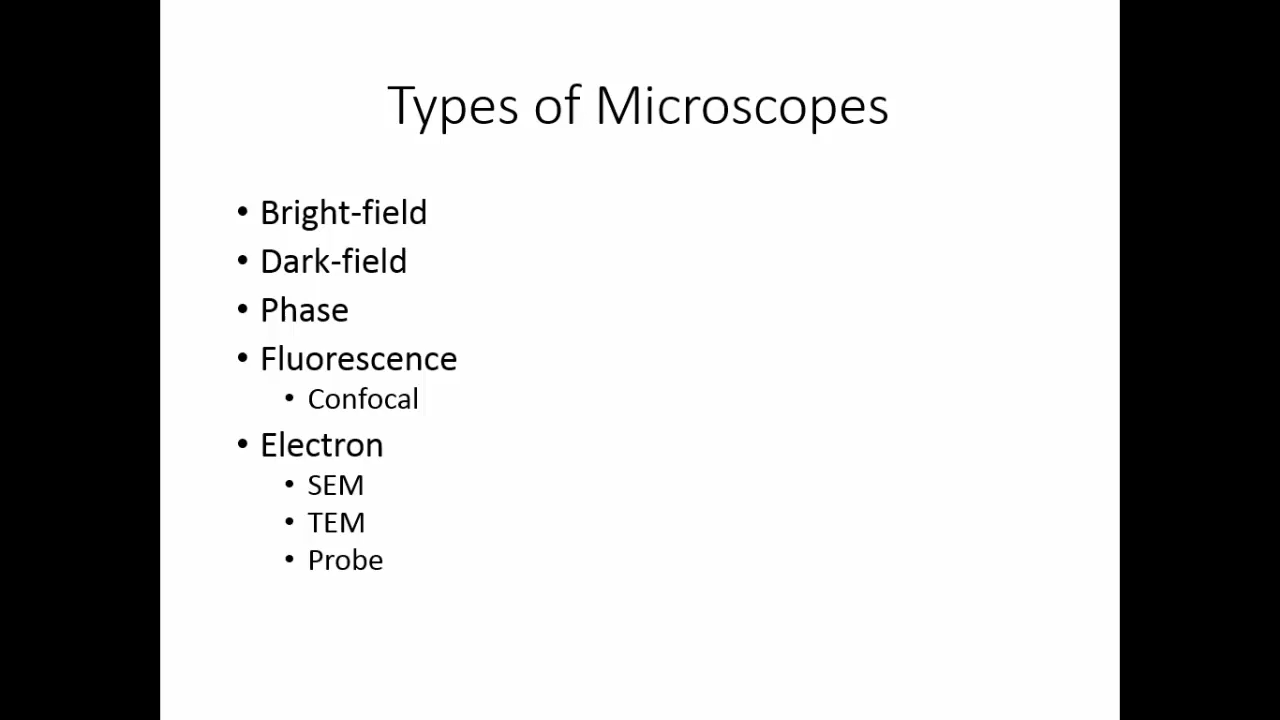 Types of Microscopes
• Bright-field
• Dark-field
• Phase
• Fluorescence
• Confocal
• Electron
• SEM
• TEM
• Probe